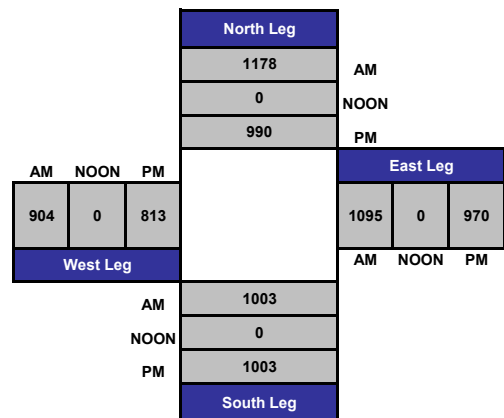 North Leg
1178 AM
0 NOON
990 PM
AM NOON PM
East Leg
904 0 813
1095 0 970
West Leg
AM NOON PM
AM 1003
NOON 0
PM 1003
South Leg